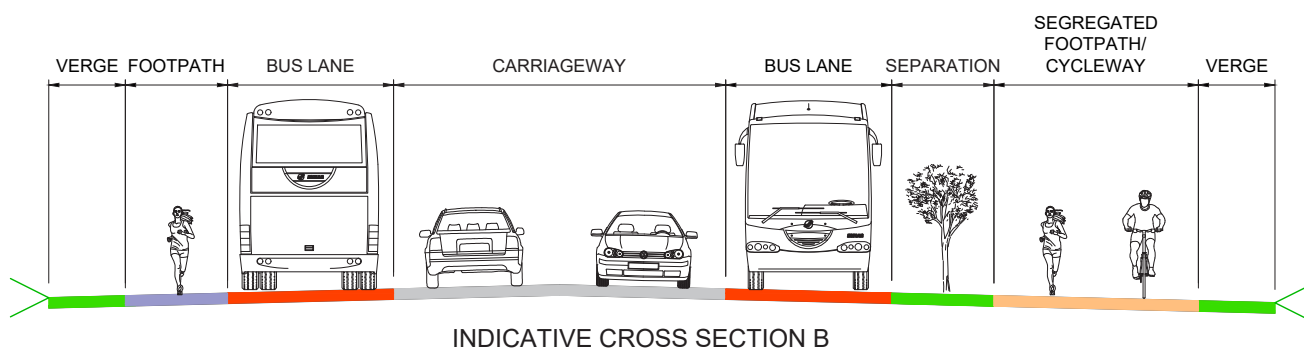 SEGREGATED
FOOTPATH/
CYCLEWAY
VERGE FOOTPATH BUS LANE CARRIAGEWAY BUS LANE SEPARATION VERGE
INDICATIVE CROSS SECTION B